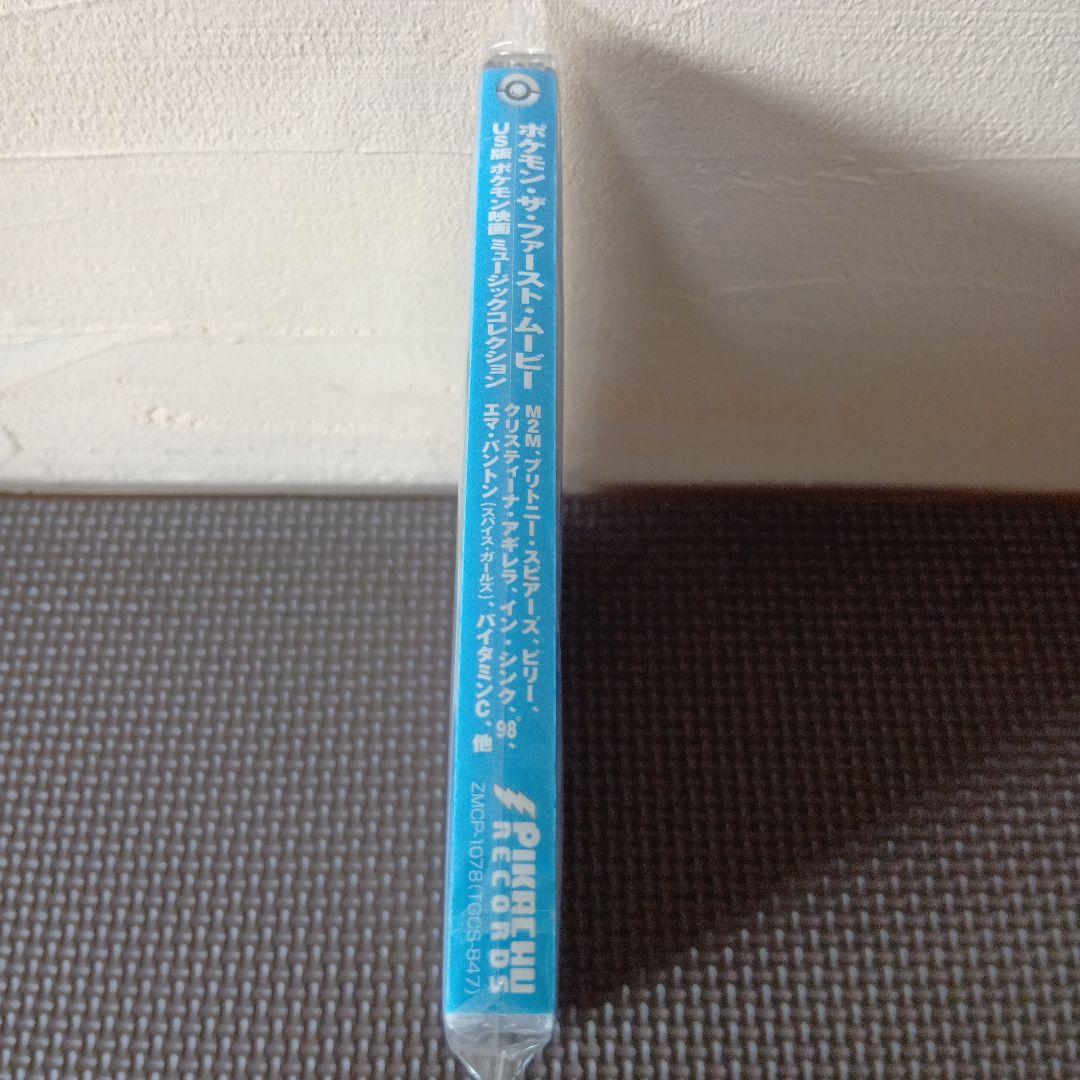 ポケモン・ザ・ファースト・ムービー
US版 ポケモン映画 ミュージックコレクション
M2M、ブリトニー・スピアーズ、ビリー、
クリスティーナ・アギレラ、イン・シンク、98°、
エマ・バントン（スパイス・ガールズ）、バイタミンC、他
PIKACHU
RECORDS
ZMCP-1078(TGCS-847)